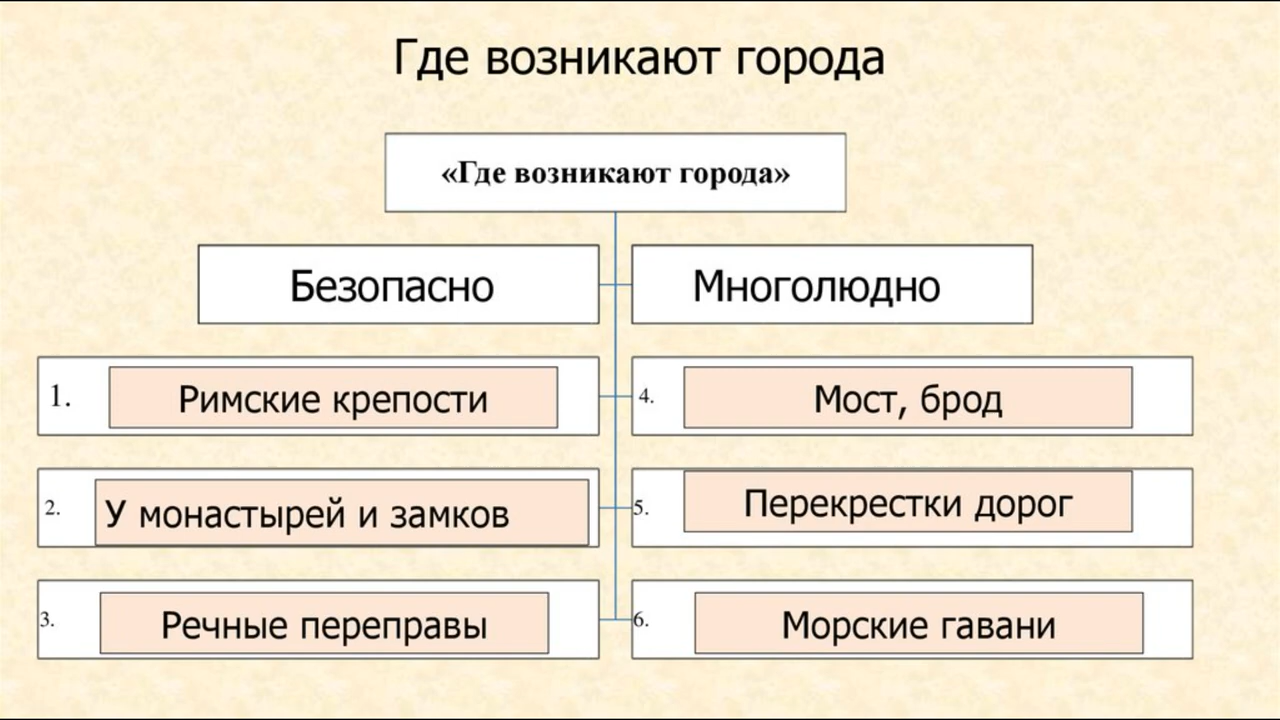 Где возникают города
«Где возникают города»
Безопасно
Многолюдно
1. Римские крепости
4. Мост, брод
2. У монастырей и замков
5. Перекрестки дорог
3. Речные переправы
6. Морские гавани